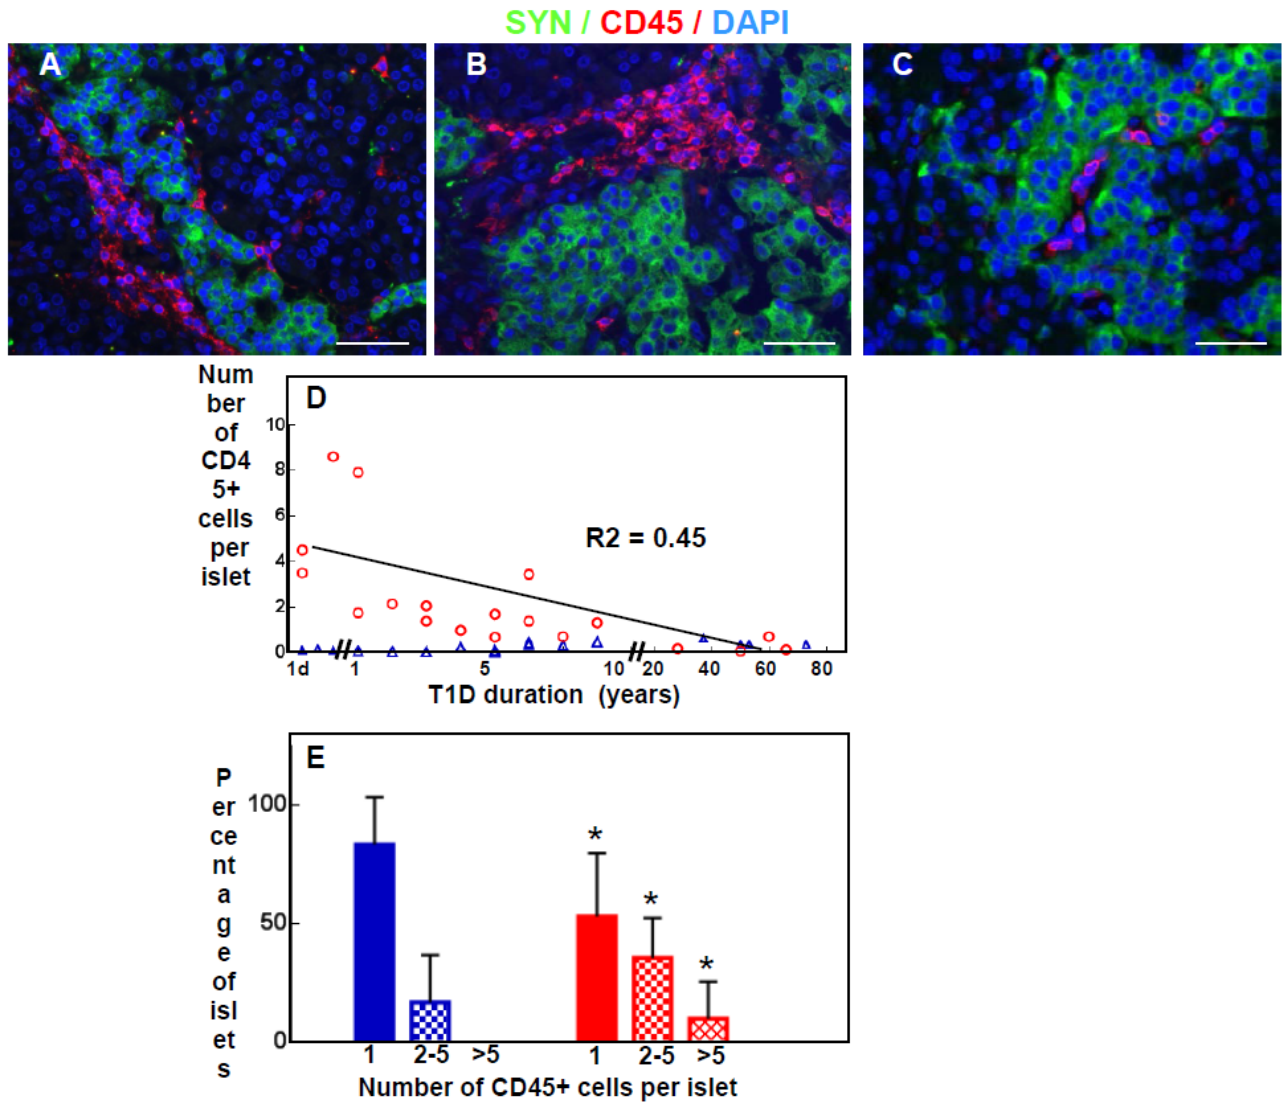 SYN / CD45 / DAPI
A
B
C
Num
ber
of
CD4
5+
cells
per
islet
D
10
8
6
4
2
0
R2 = 0.45
1d 1 5 10 20 40 60 80
T1D duration (years)
P
er
ce
nt
a
g
e
of
isl
et
s
E
100
50
0
* * *
1 2-5 >5 1 2-5 >5
Number of CD45+ cells per islet